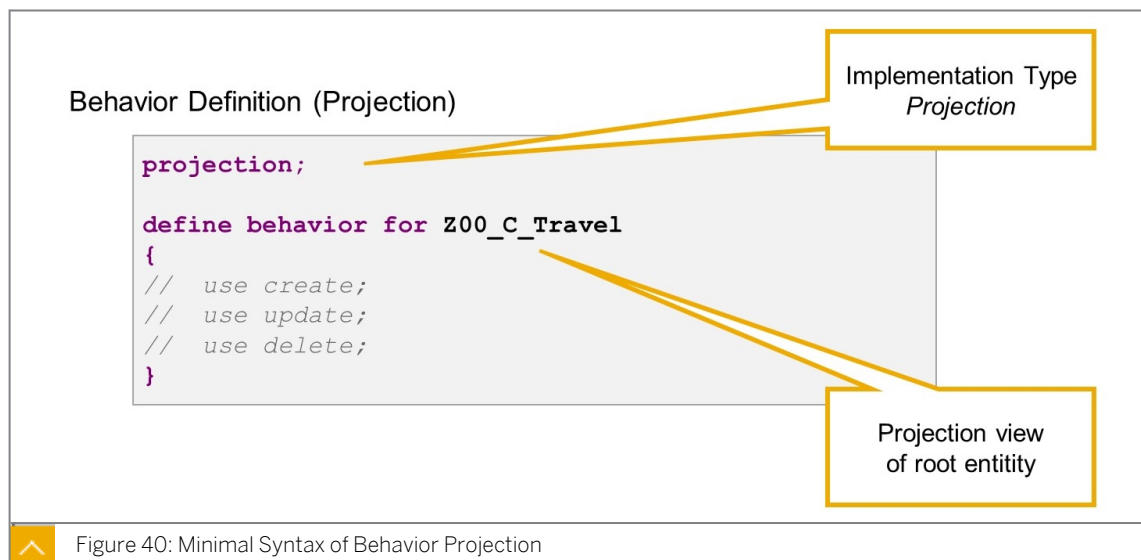 Implementation Type
Projection
Behavior Definition (Projection)
projection;
define behavior for Z00_C_Travel
{
//  use create;
//  use update;
//  use delete;
}
Projection view
of root entitity
Figure 40: Minimal Syntax of Behavior Projection